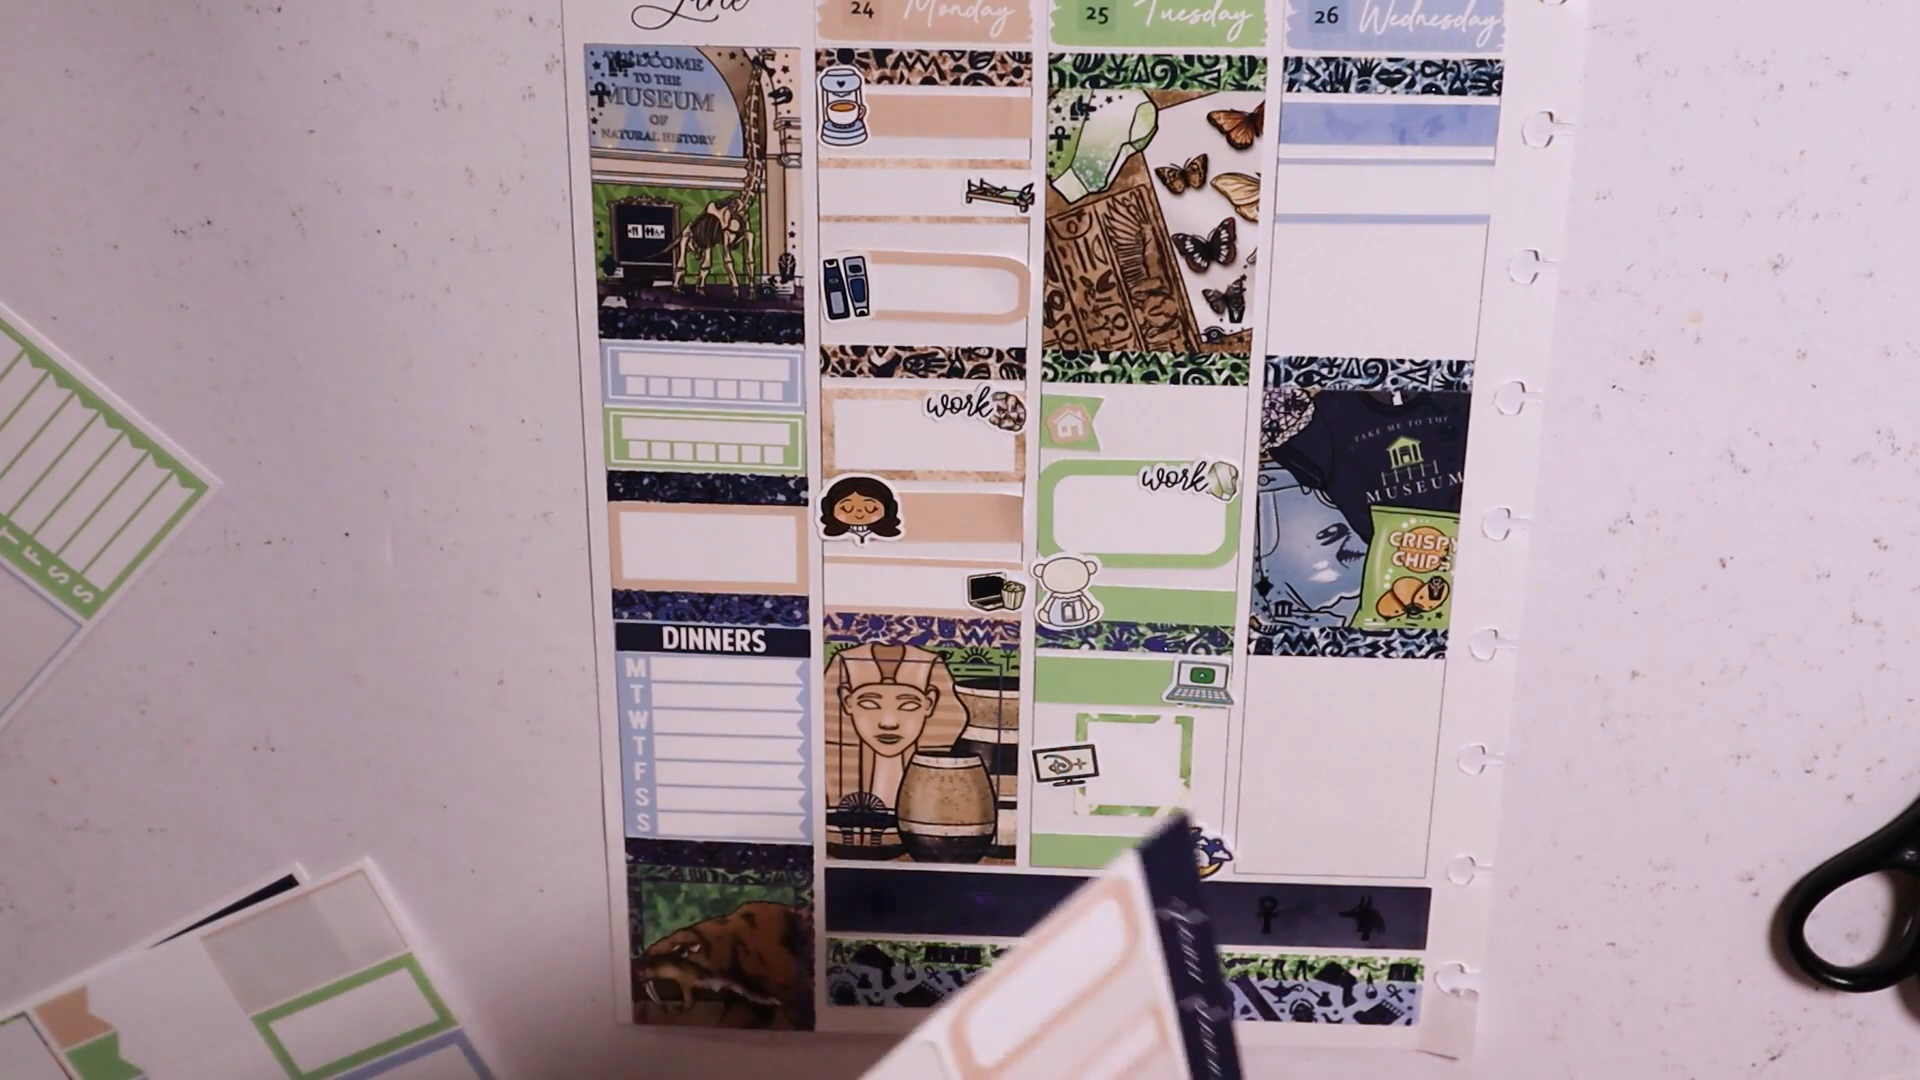 June
24 Monday
25 Tuesday
26 Wednesday
WELCOME
TO THE
MUSEUM
OF
NATURAL HISTORY
work
work
TAKE ME TO THE
MUSEUM
CRISPY
CHIPS
DINNERS
M
T
W
T
F
S
S
T
F
S
S